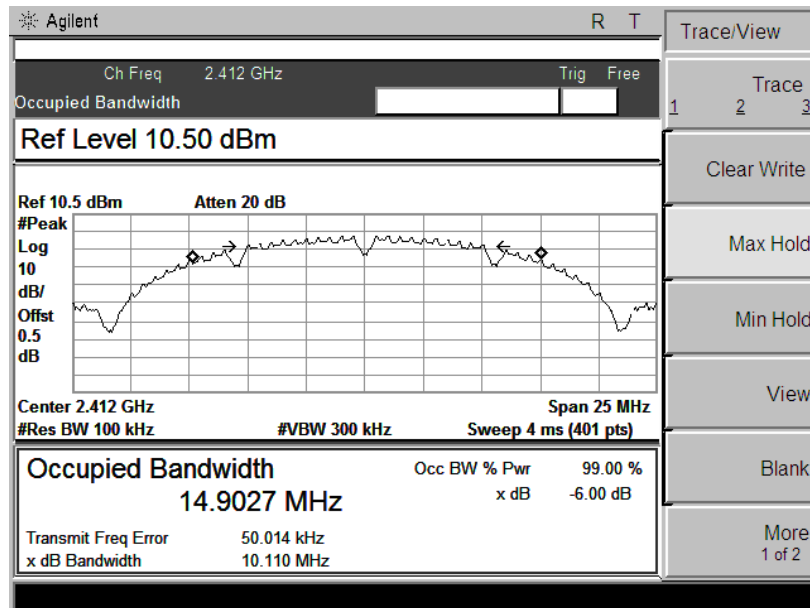 Agilent R T
Trace/View
Ch Freq 2.412 GHz Trig Free
Occupied Bandwidth
Trace
1 2 3
Ref Level 10.50 dBm
Clear Write
Ref 10.5 dBm Atten 20 dB
#Peak
Log
10
dB/
Offst
0.5
dB
Max Hold
Min Hold
View
Center 2.412 GHz Span 25 MHz
#Res BW 100 kHz #VBW 300 kHz Sweep 4 ms (401 pts)
Blank
Occupied Bandwidth Occ BW % Pwr 99.00 %
14.9027 MHz x dB -6.00 dB
Transmit Freq Error 50.014 kHz
x dB Bandwidth 10.110 MHz
More
1 of 2